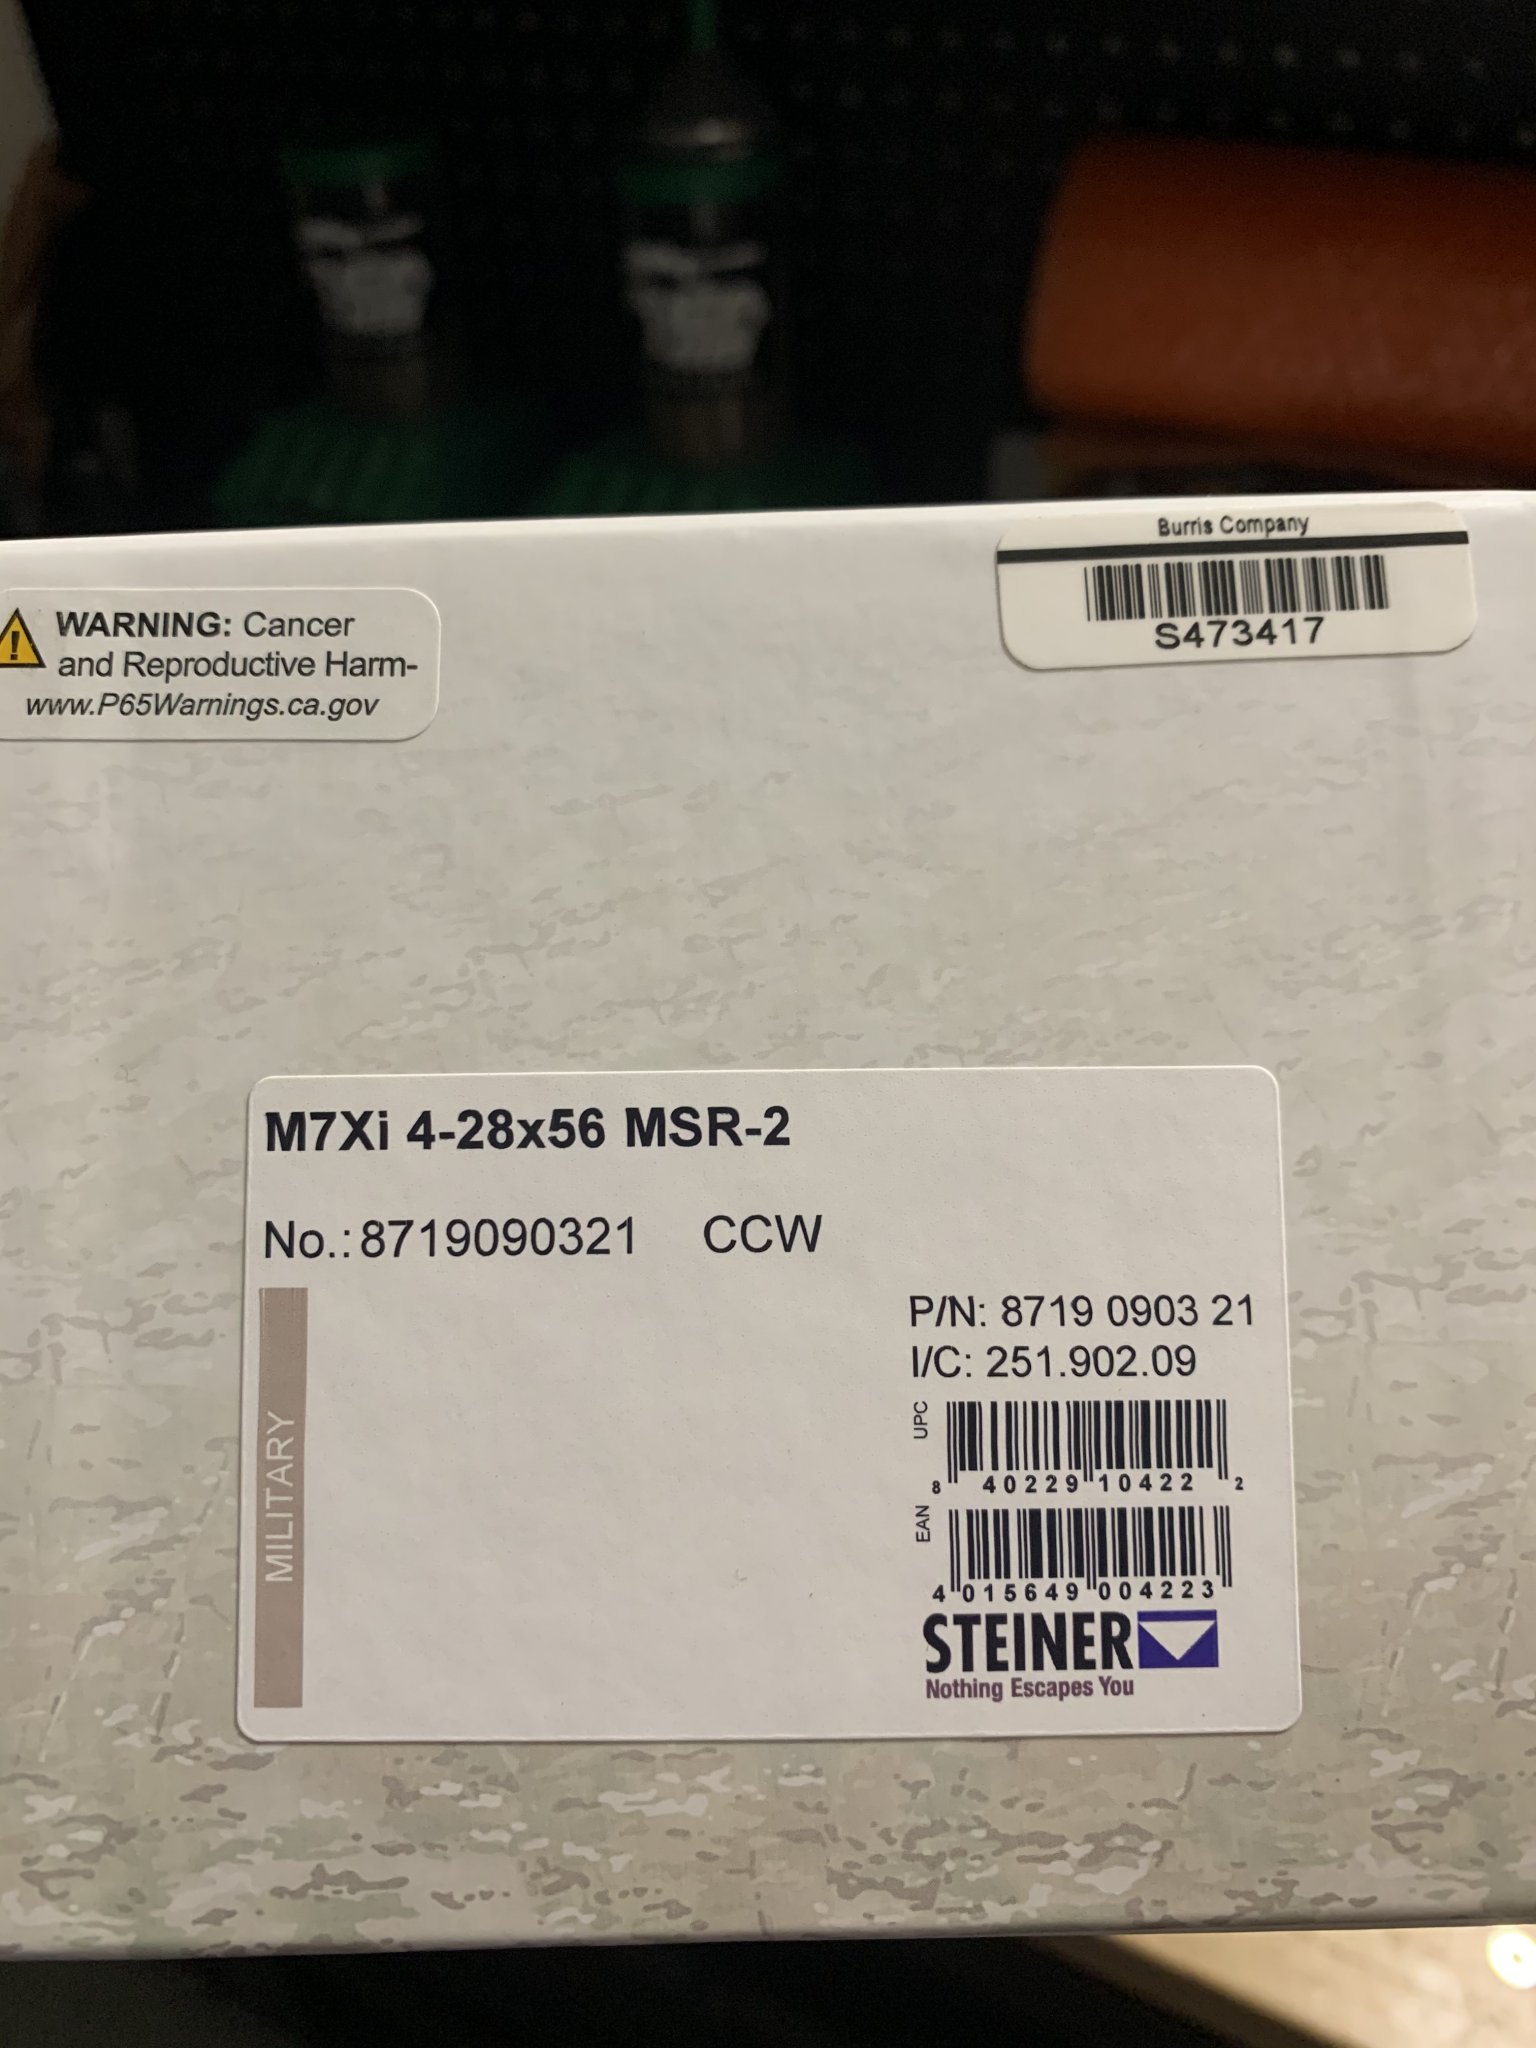 Burris Company
S473417
WARNING: Cancer
and Reproductive Harm-
www.P65Warnings.ca.gov
M7Xi 4-28x56 MSR-2
No.: 8719090321 CCW
P/N: 8719 0903 21
I/C: 251.902.09
UPC
8 40229 10422 2
EAN
4 015649 004223
MILITARY
STEINER
Nothing Escapes You